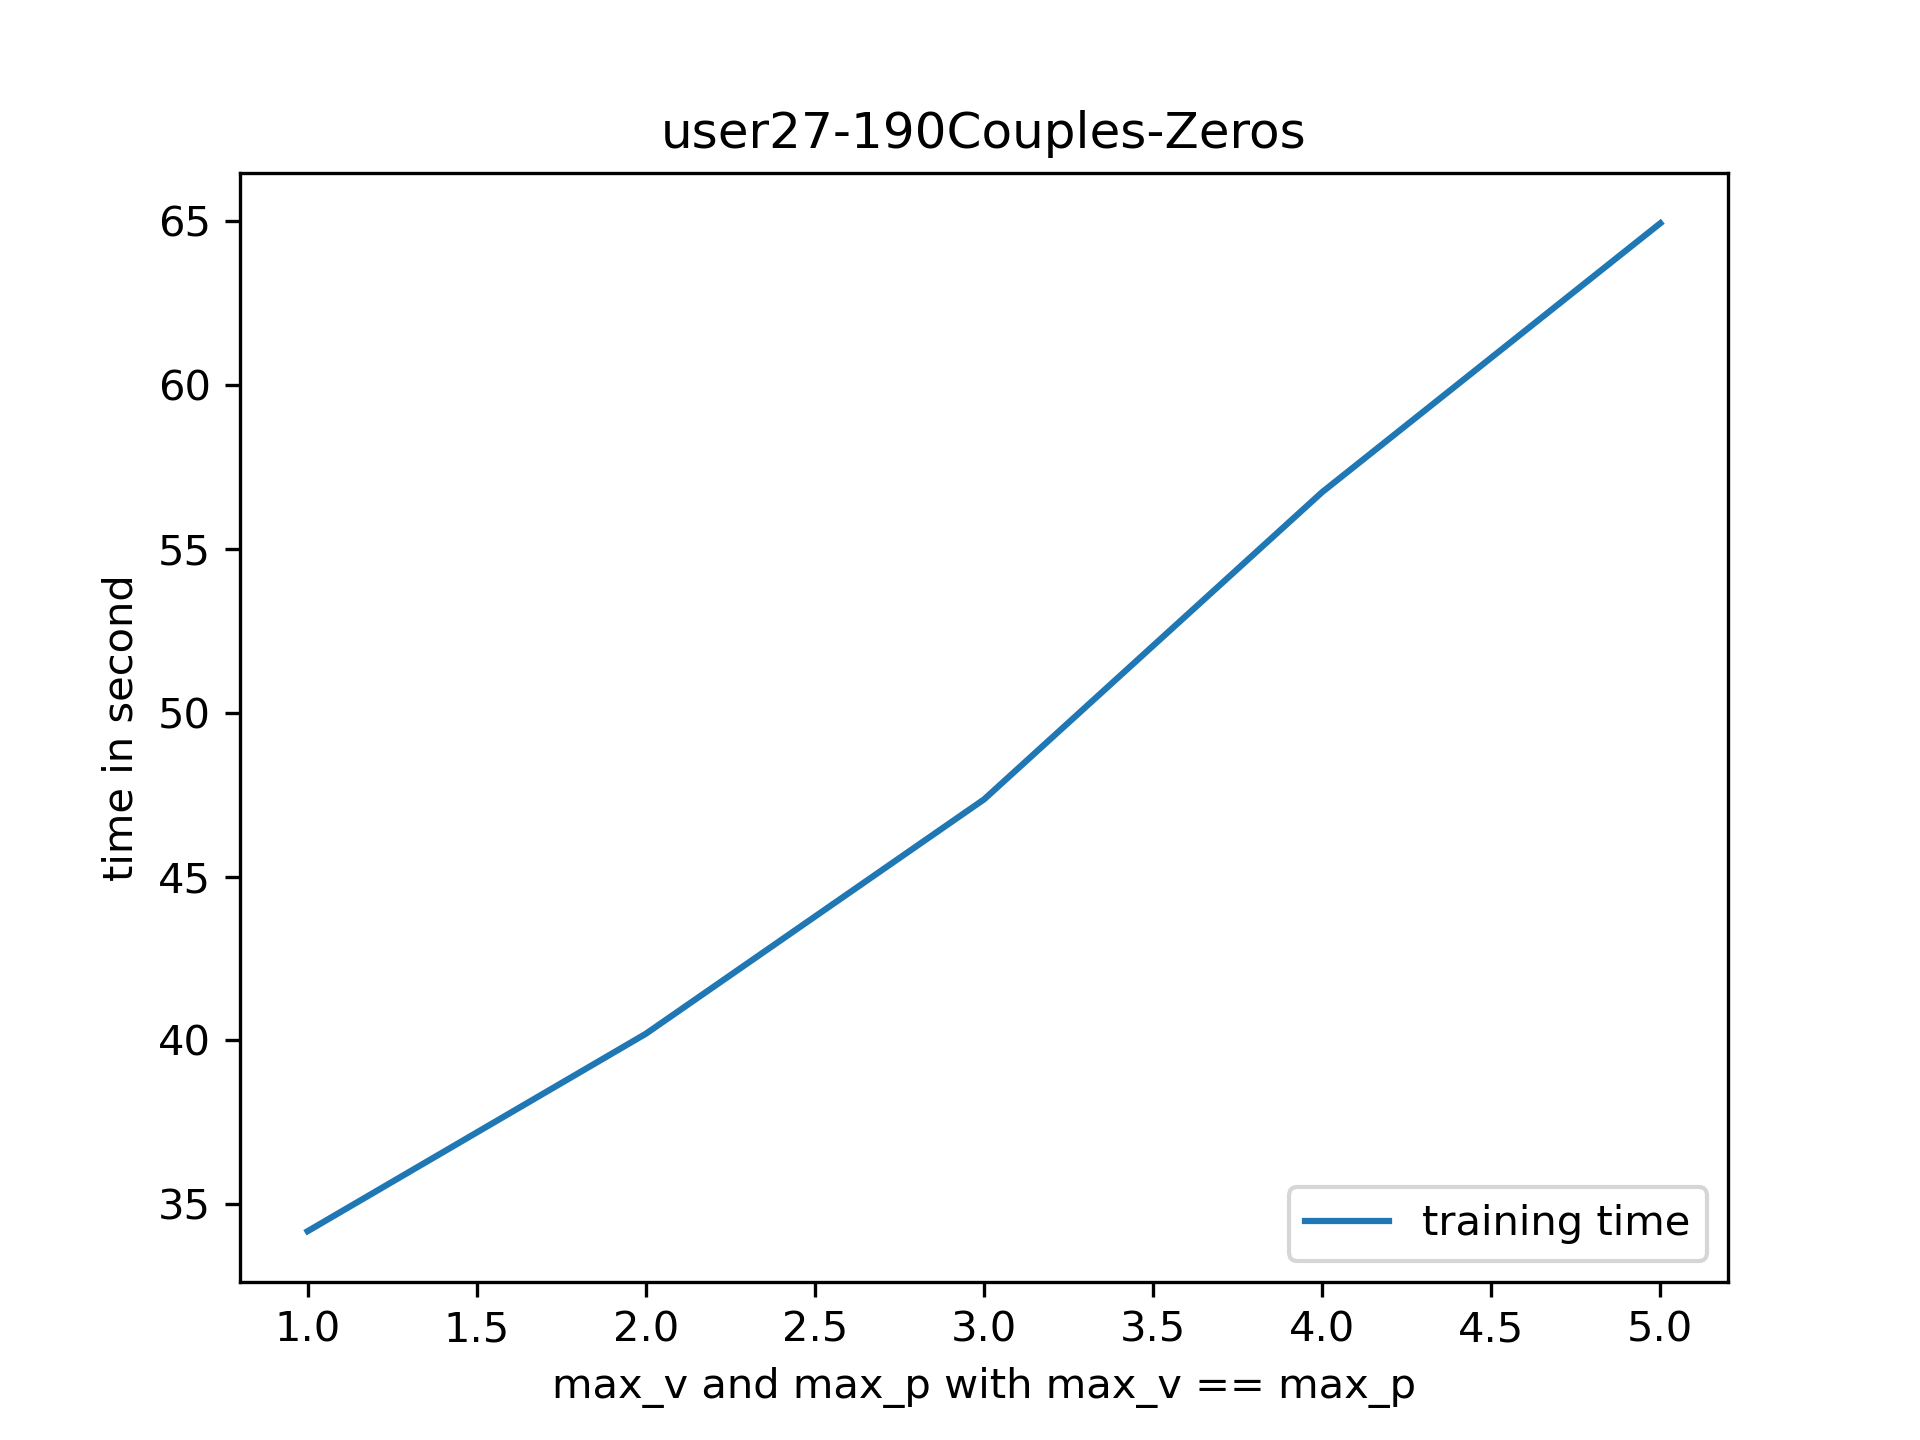 user27-190Couples-Zeros
65
60
55
50
45
40
35
time in second
training time
1.0 1.5 2.0 2.5 3.0 3.5 4.0 4.5 5.0
max_v and max_p with max_v == max_p